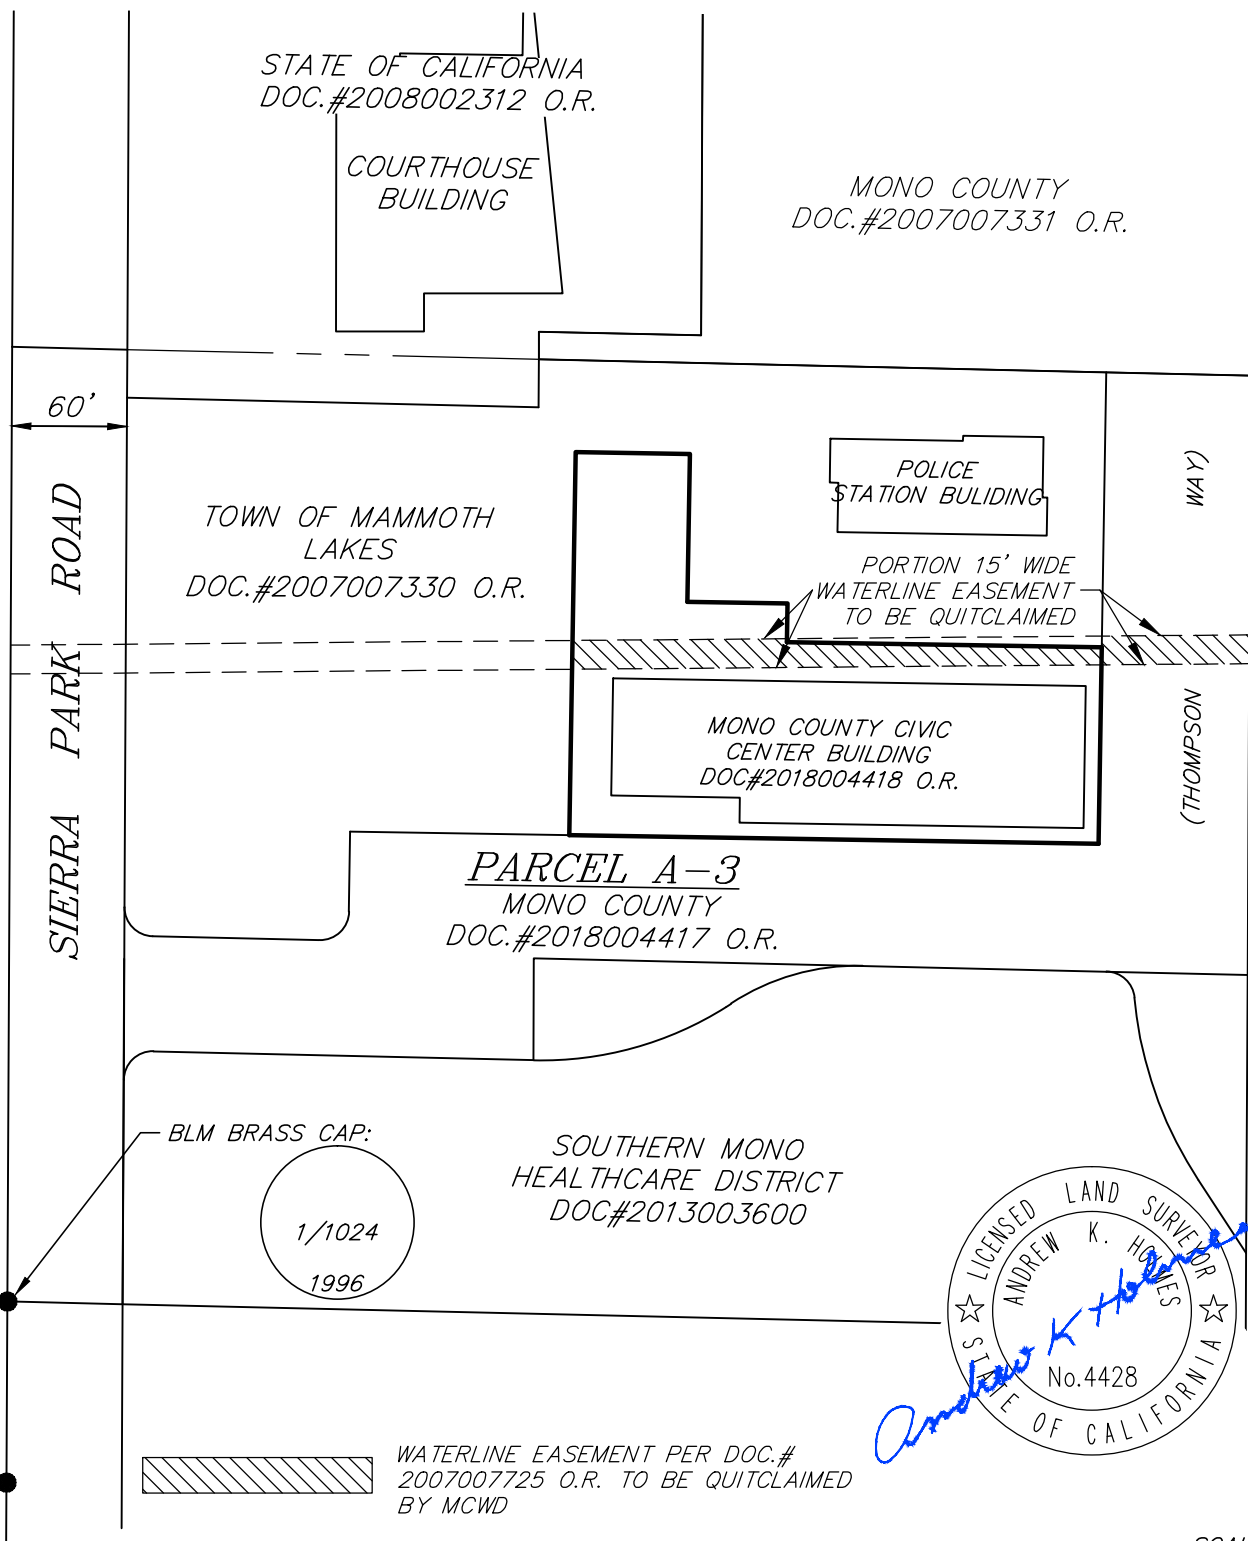 STATE OF CALIFORNIA
DOC.#2008002312 O.R.
COURTHOUSE
BUILDING
MONO COUNTY
DOC.#2007007331 O.R.
60'
SIERRA PARK ROAD
TOWN OF MAMMOTH
LAKES
DOC.#2007007330 O.R.
POLICE
STATION BULIDING
PORTION 15' WIDE
WATERLINE EASEMENT
TO BE QUITCLAIMED
(THOMPSON WAY)
MONO COUNTY CIVIC
CENTER BUILDING
DOC#2018004418 O.R.
PARCEL A-3
MONO COUNTY
DOC.#2018004417 O.R.
BLM BRASS CAP:
1/1024
1996
SOUTHERN MONO
HEALTHCARE DISTRICT
DOC#2013003600
LICENSED LAND SURVEYOR
ANDREW K. HOLMES
No.4428
STATE OF CALIFORNIA
Andrew K Holmes
WATERLINE EASEMENT PER DOC.#
2007007725 O.R. TO BE QUITCLAIMED
BY MCWD